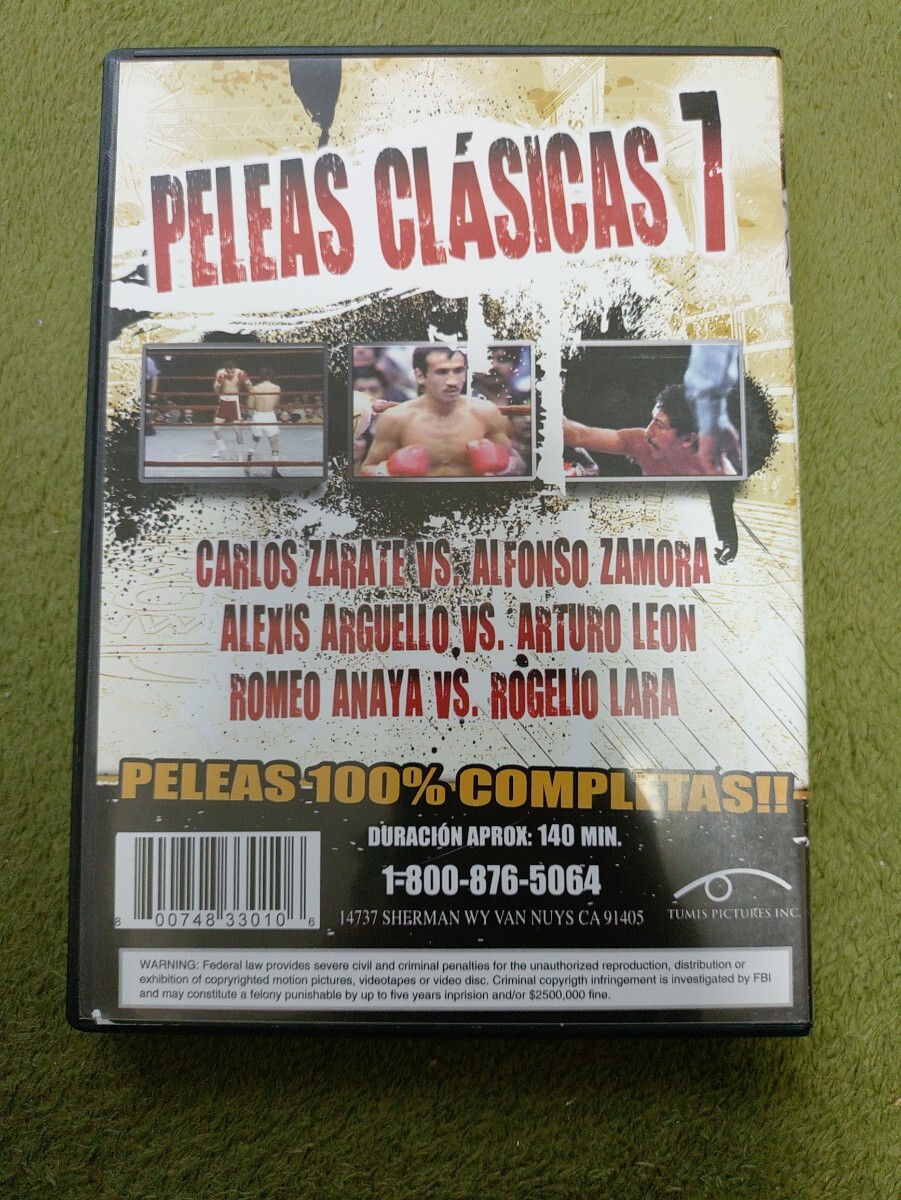 PELEAS CLÁSICAS 7
CARLOS ZARATE VS. ALFONSO ZAMORA
ALEXIS ARGUELLO VS. ARTURO LEON
ROMEO ANAYA VS. ROGELIO LARA
PELEAS 100% COMPLETAS!!
DURACIÓN APROX: 140 MIN.
1-800-876-5064
14737 SHERMAN WY VAN NUYS CA 91405
8 00748 33010 6
TUMIS PICTURES INC.
WARNING: Federal law provides severe civil and criminal penalties for the unauthorized reproduction, distribution or
exhibition of copyrighted motion pictures, videotapes or video disc. Criminal copyrigth infringement is investigated by FBI
and may constitute a felony punishable by up to five years inprision and/or $2500,000 fine.